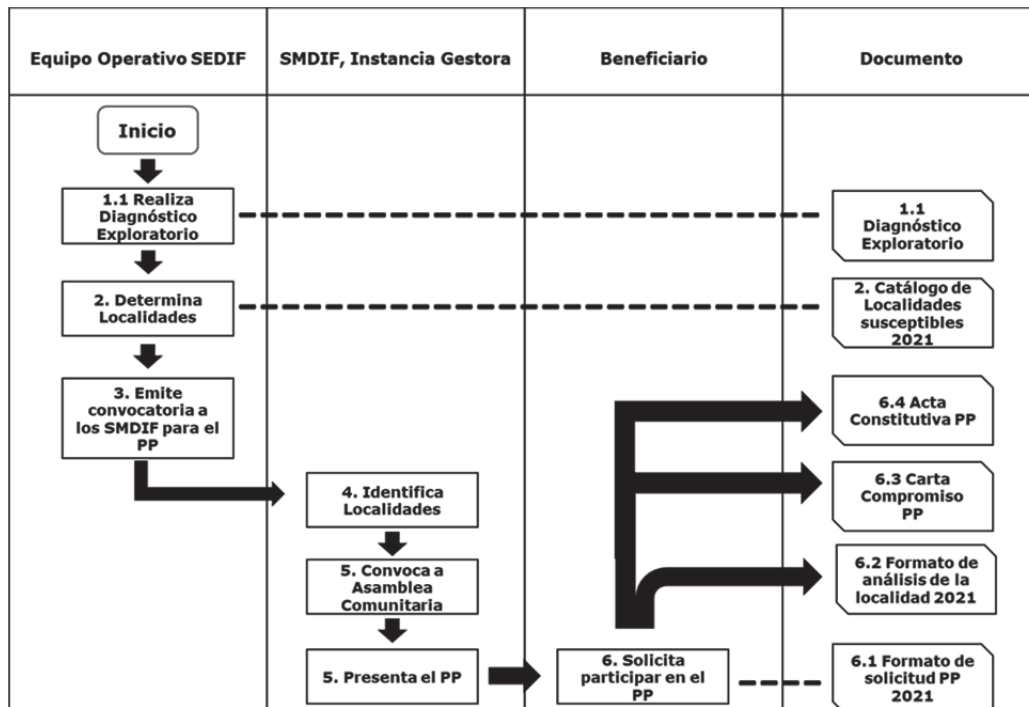 Equipo Operativo SEDIF
SMDIF, Instancia Gestora
Beneficiario
Documento
Inicio
1.1 Realiza
Diagnóstico
Exploratorio
1.1
Diagnóstico
Exploratorio
2. Determina
Localidades
2. Catálogo de
Localidades
susceptibles
2021
3. Emite
convocatoria a
los SMDIF para el
PP
6.4 Acta
Constitutiva PP
4. Identifica
Localidades
6.3 Carta
Compromiso
PP
5. Convoca a
Asamblea
Comunitaria
6.2 Formato de
análisis de la
localidad 2021
5. Presenta el PP
6. Solicita
participar en el
PP
6.1 Formato de
solicitud PP
2021